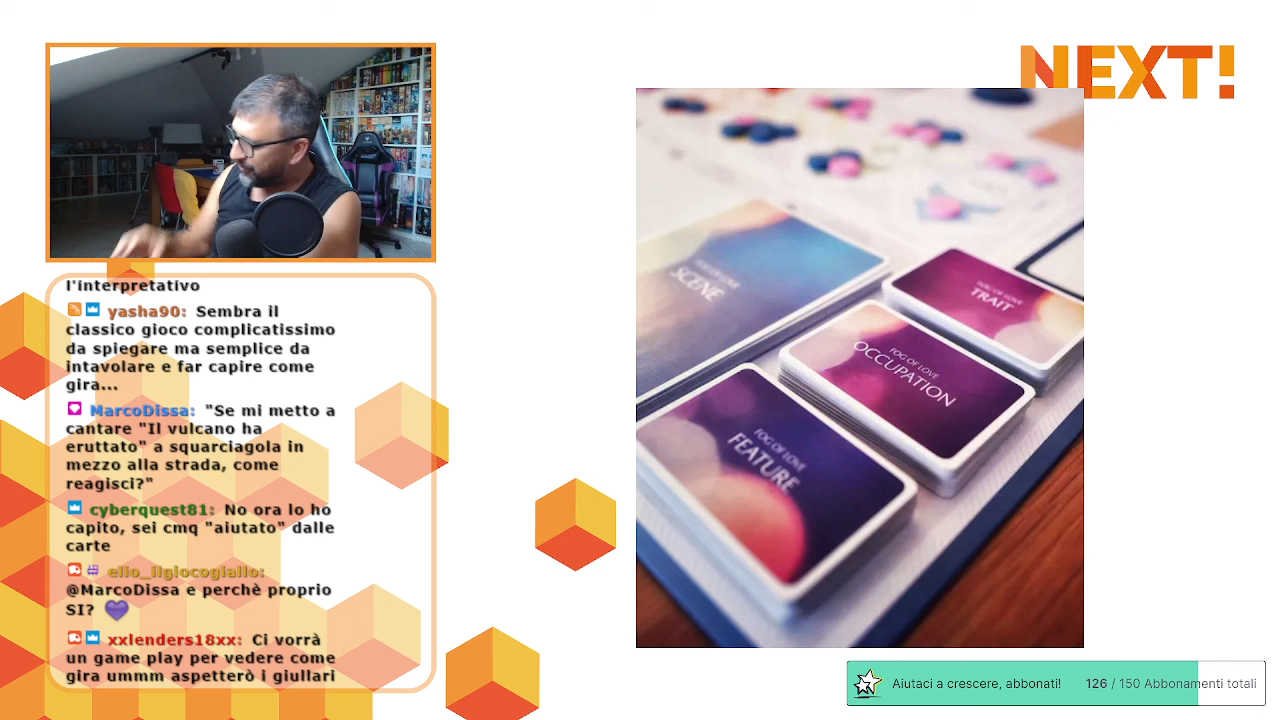 NEXT!
l'interpretativo
yasha90: Sembra il
classico gioco complicatissimo
da spiegare ma semplice da
intavolare e far capire come
gira...
MarcoDissa: "Se mi metto a
cantare "Il vulcano ha
eruttato" a squarciagola in
mezzo alla strada, come
reagisci?"
cyberquest81: No ora lo ho
capito, sei cmq "aiutato" dalle
carte
elio_ilgiocogiallo:
@MarcoDissa e perchè proprio
SI? 💜
xxlenders18xx: Ci vorrà
un game play per vedere come
gira ummm aspetterò i giullari
SCENE
FOG OF LOVE
TRAIT
FOG OF LOVE
OCCUPATION
FOG OF LOVE
FEATURE
Aiutaci a crescere, abbonati! 126 / 150 Abbonamenti totali